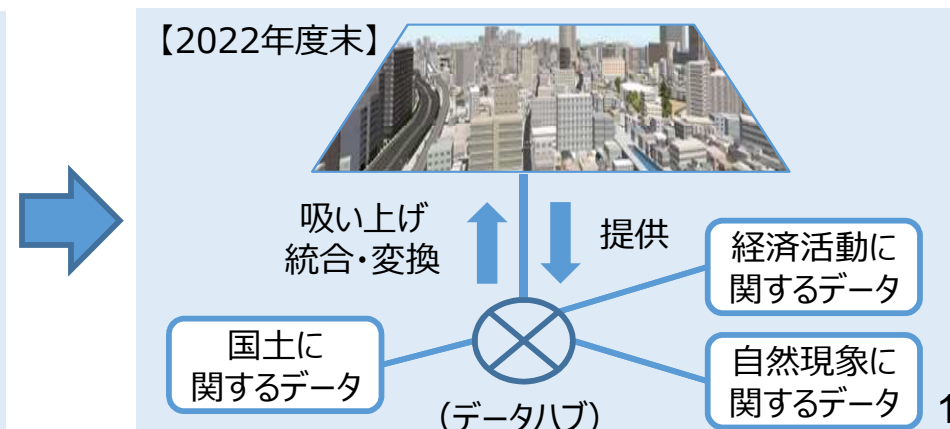 【2022年度末】
吸い上げ
統合・変換
提供
経済活動に
関するデータ
国土に
関するデータ
自然現象に
関するデータ
（データハブ）
1